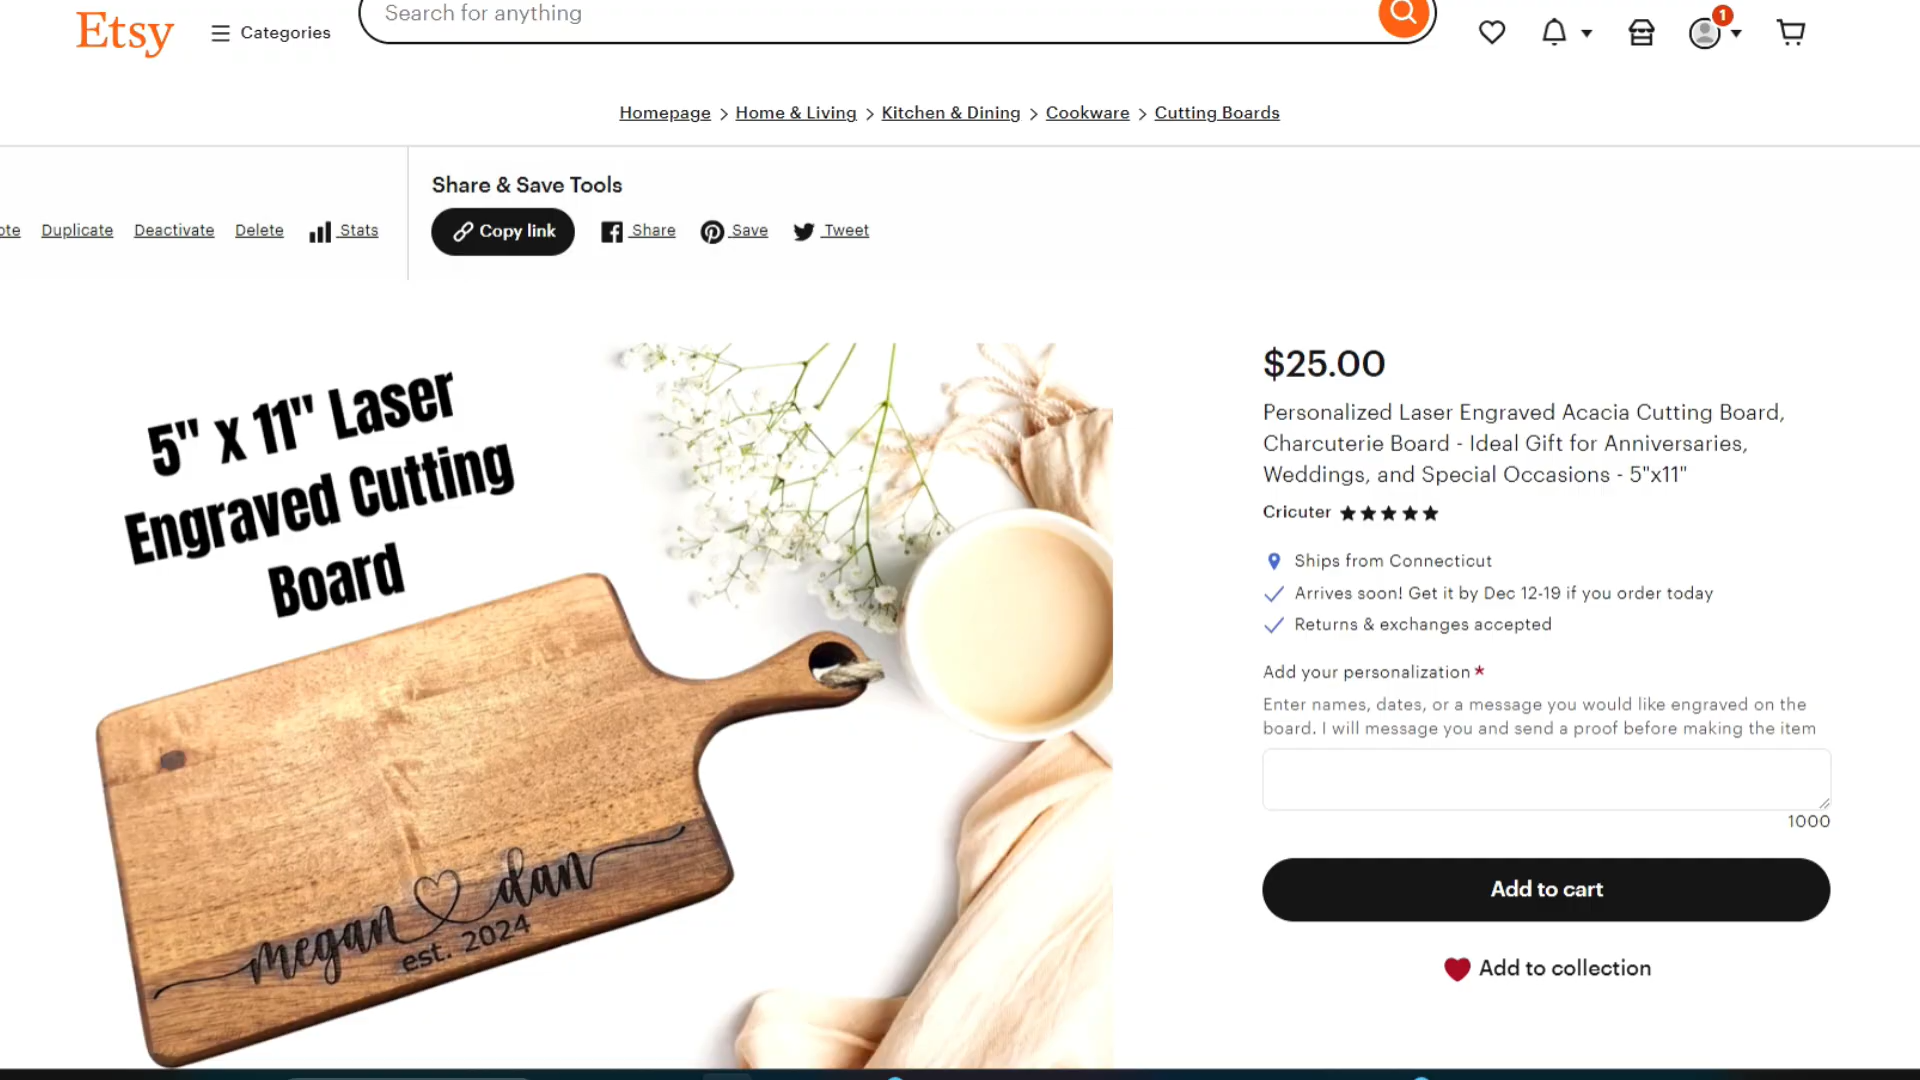 Etsy
Categories
Search for anything
1
Homepage > Home & Living > Kitchen & Dining > Cookware > Cutting Boards
Duplicate Deactivate Delete Stats
Share & Save Tools
Copy link Share Save Tweet
5" x 11" Laser
Engraved Cutting
Board
megan dan
est. 2024
$25.00
Personalized Laser Engraved Acacia Cutting Board,
Charcuterie Board - Ideal Gift for Anniversaries,
Weddings, and Special Occasions - 5"x11"
Cricuter ★★★★★
Ships from Connecticut
Arrives soon! Get it by Dec 12-19 if you order today
Returns & exchanges accepted
Add your personalization *
Enter names, dates, or a message you would like engraved on the
board. I will message you and send a proof before making the item
1000
Add to cart
Add to collection